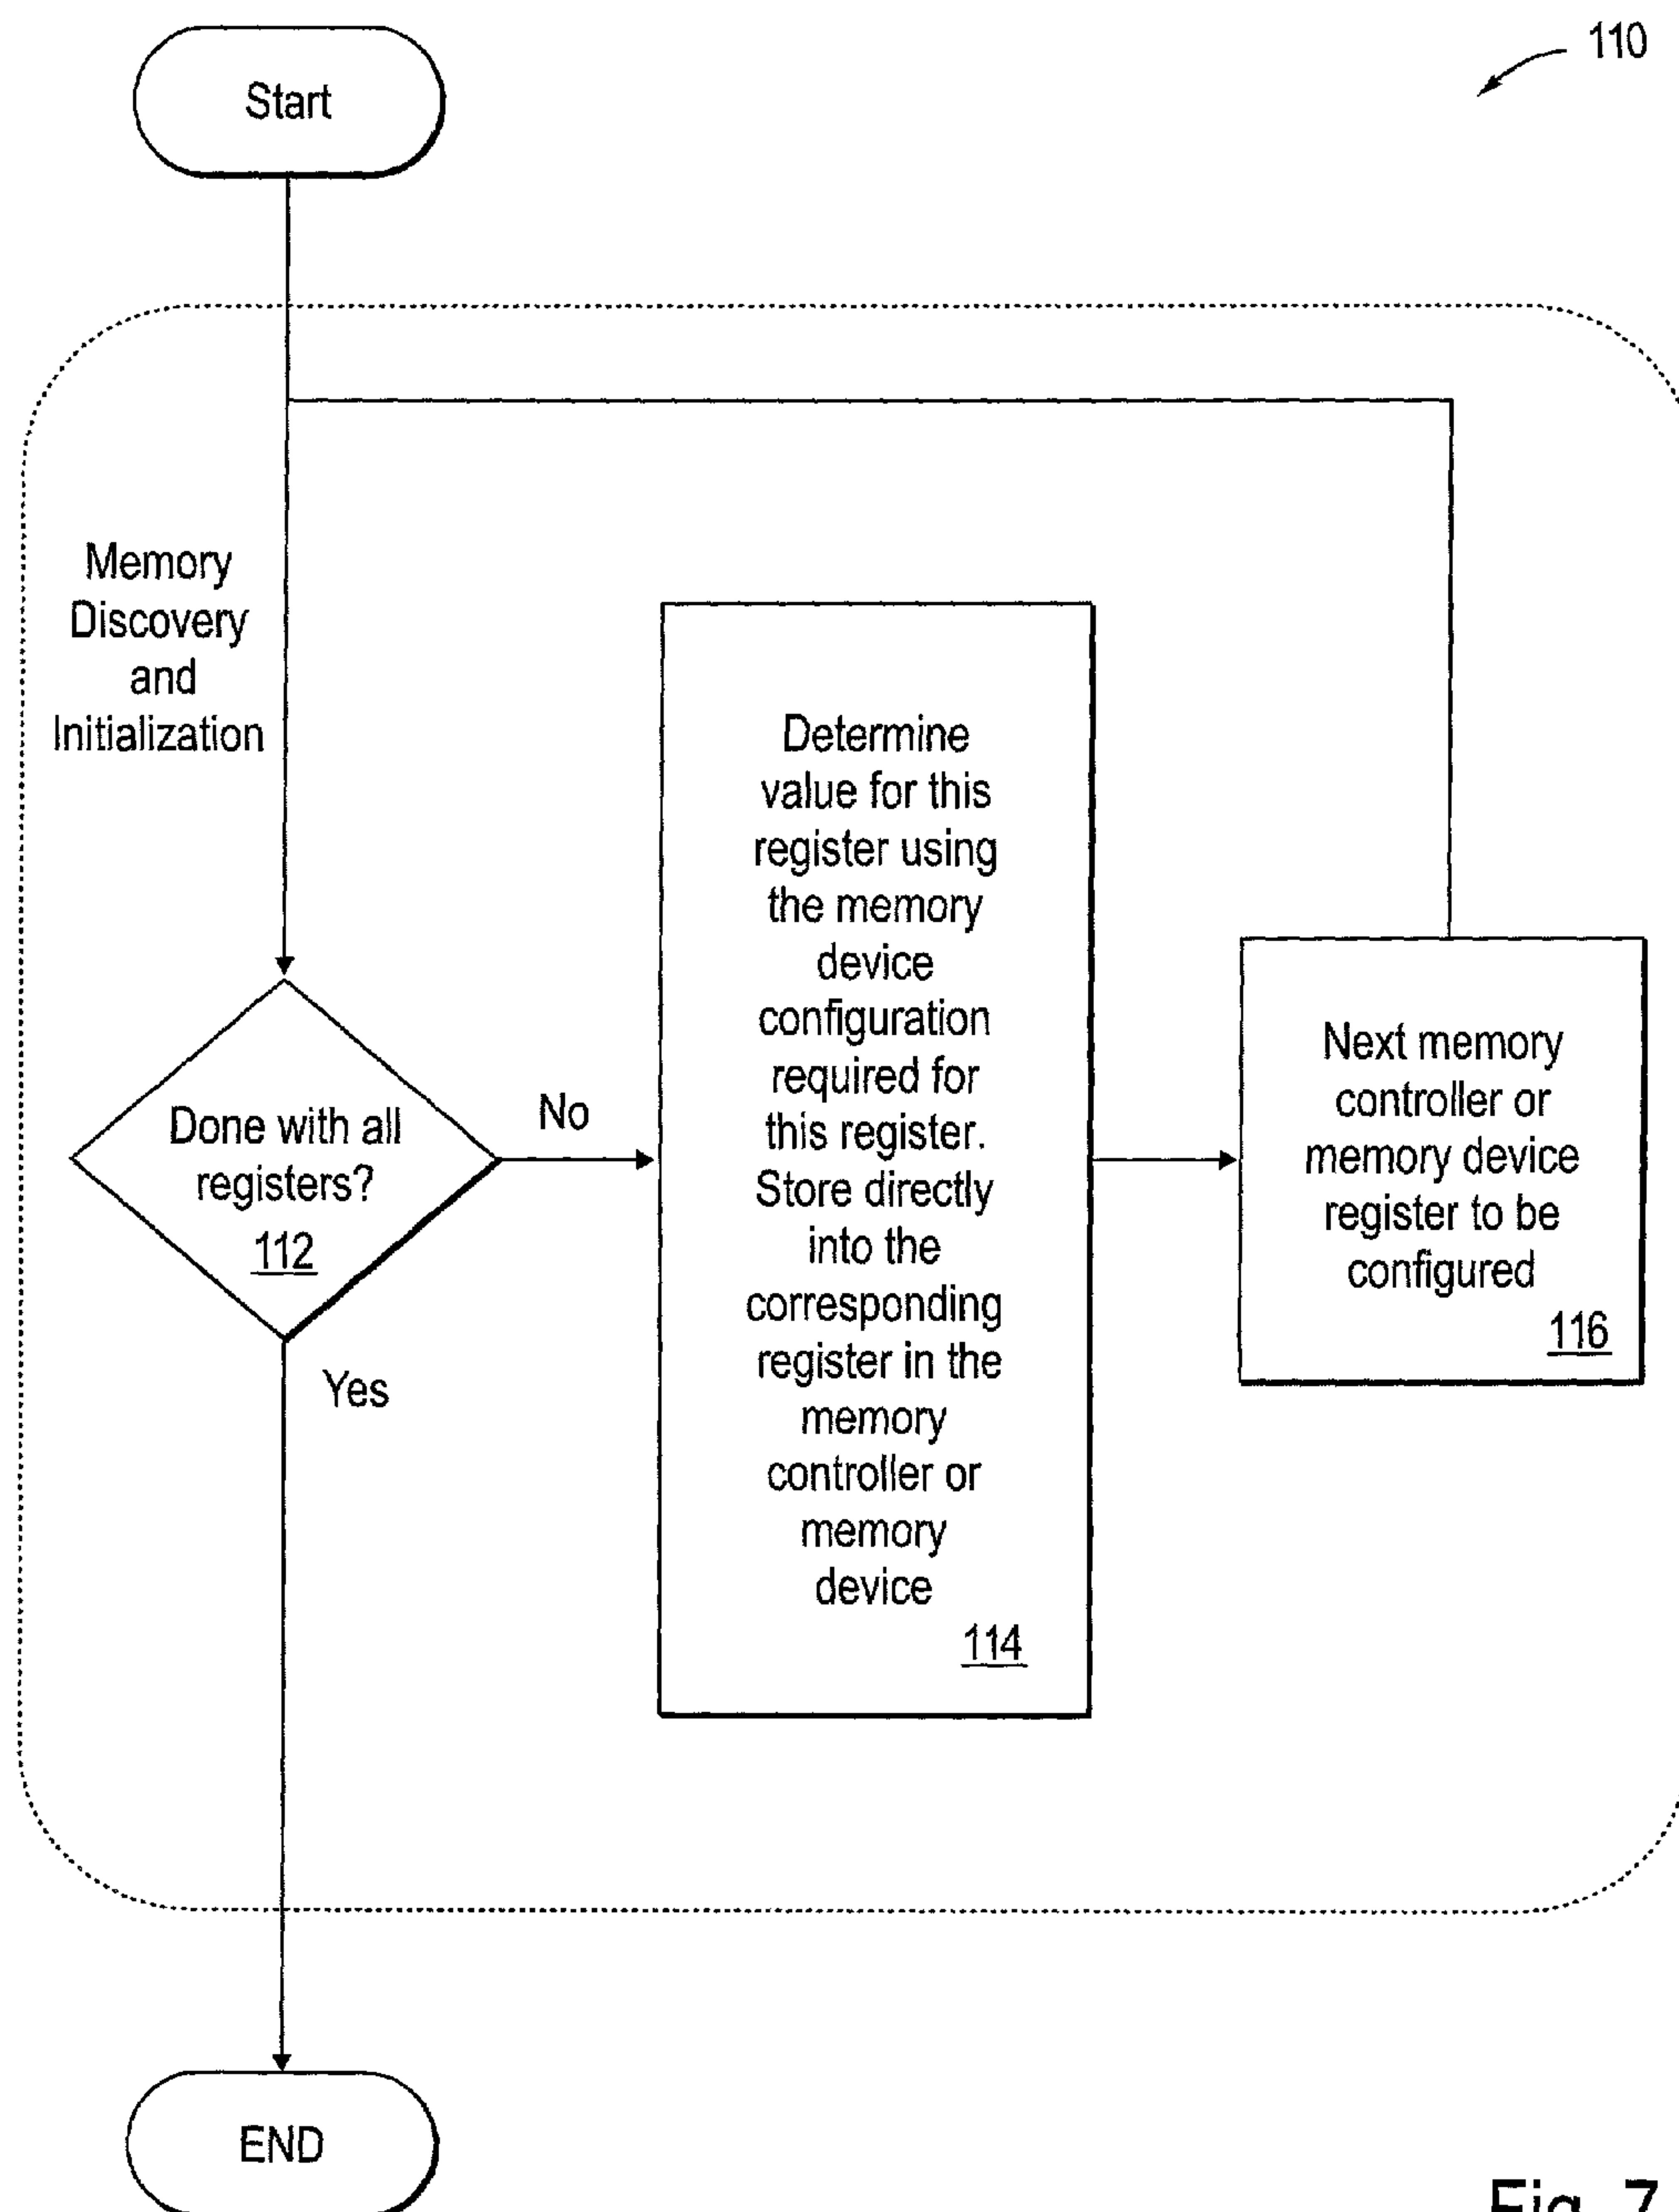 110
Start
Memory
Discovery
and
Initialization
Done with all
registers?
112
No
Yes
Determine
value for this
register using
the memory
device
configuration
required for
this register.
Store directly
into the
corresponding
register in the
memory
controller or
memory
device
114
Next memory
controller or
memory device
register to be
configured
116
END
Fig. 7